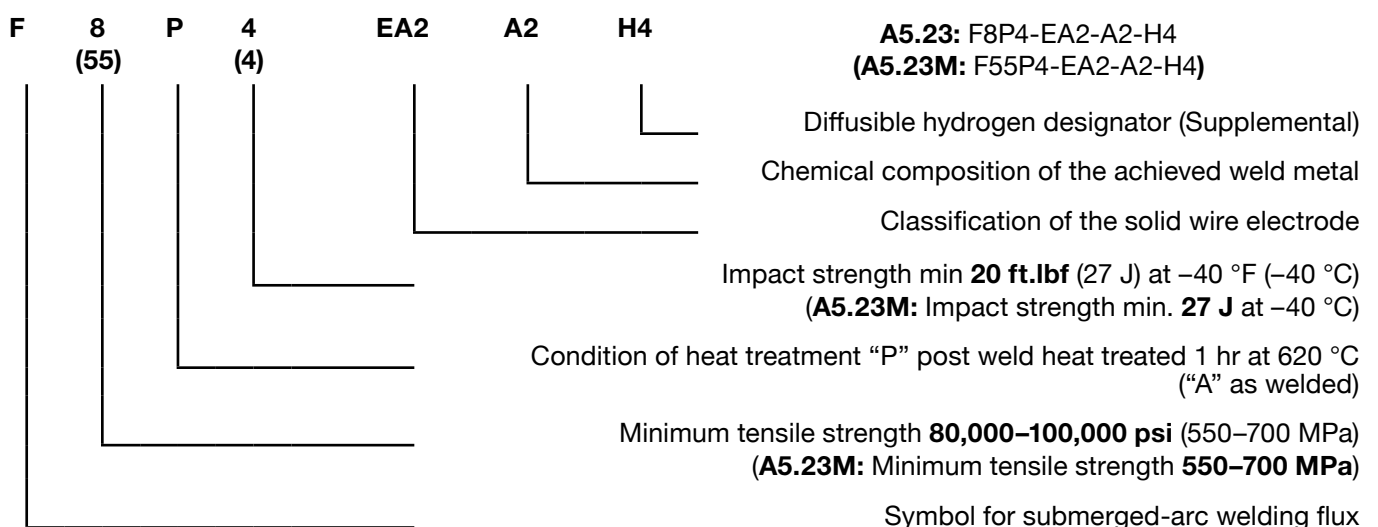 F 8 P 4 EA2 A2 H4
(55) (4)
A5.23: F8P4-EA2-A2-H4
(A5.23M: F55P4-EA2-A2-H4)
Diffusible hydrogen designator (Supplemental)
Chemical composition of the achieved weld metal
Classification of the solid wire electrode
Impact strength min 20 ft.lbf (27 J) at –40 °F (–40 °C)
(A5.23M: Impact strength min. 27 J at –40 °C)
Condition of heat treatment “P” post weld heat treated 1 hr at 620 °C
(“A” as welded)
Minimum tensile strength 80,000–100,000 psi (550–700 MPa)
(A5.23M: Minimum tensile strength 550–700 MPa)
Symbol for submerged-arc welding flux